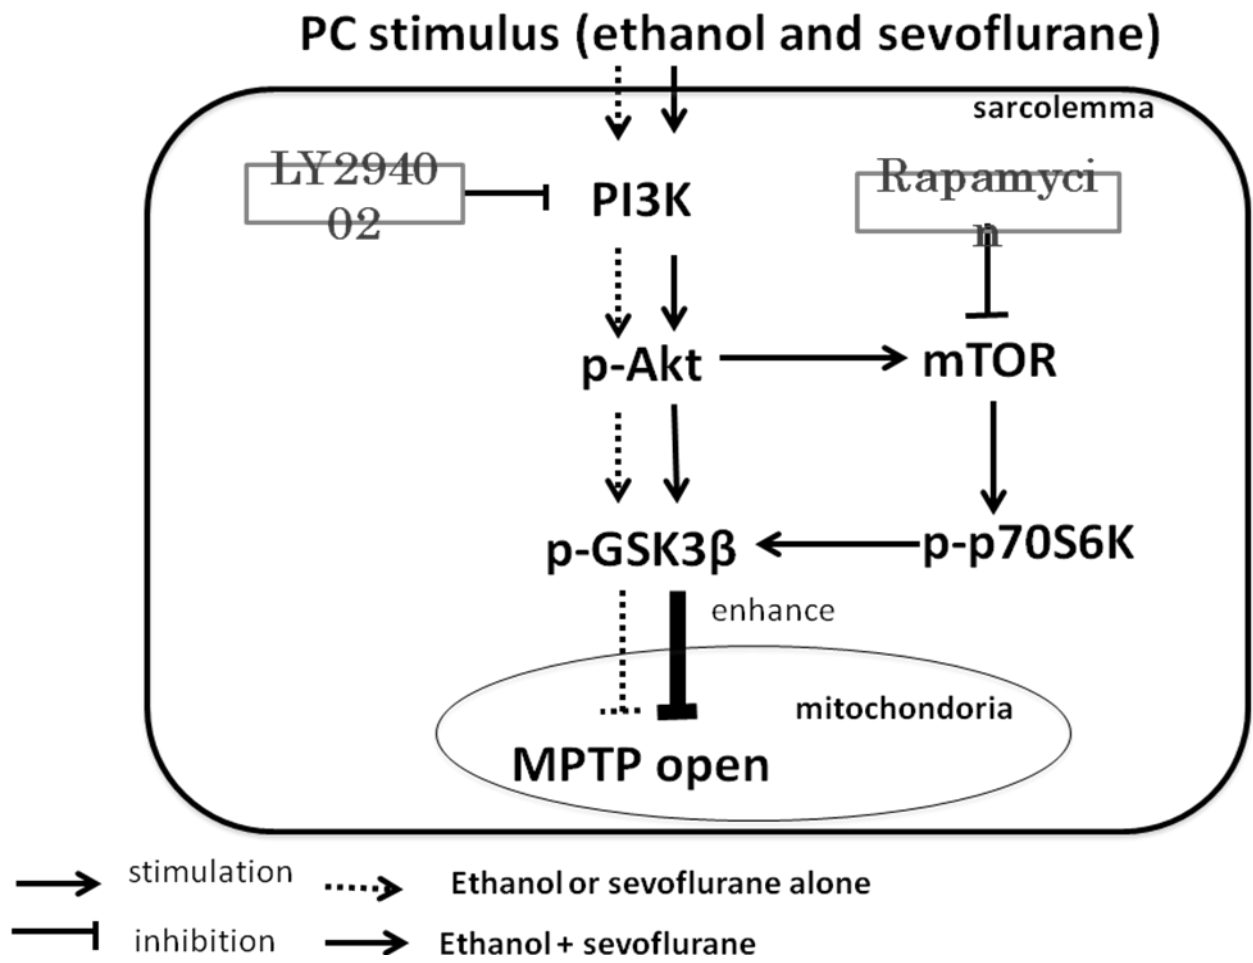 PC stimulus (ethanol and sevoflurane)
sarcolemma
LY2940
02
PI3K
Rapamyci
n
p-Akt
mTOR
p-GSK3β
p-p70S6K
enhance
mitochondoria
MPTP open
stimulation
Ethanol or sevoflurane alone
inhibition
Ethanol + sevoflurane